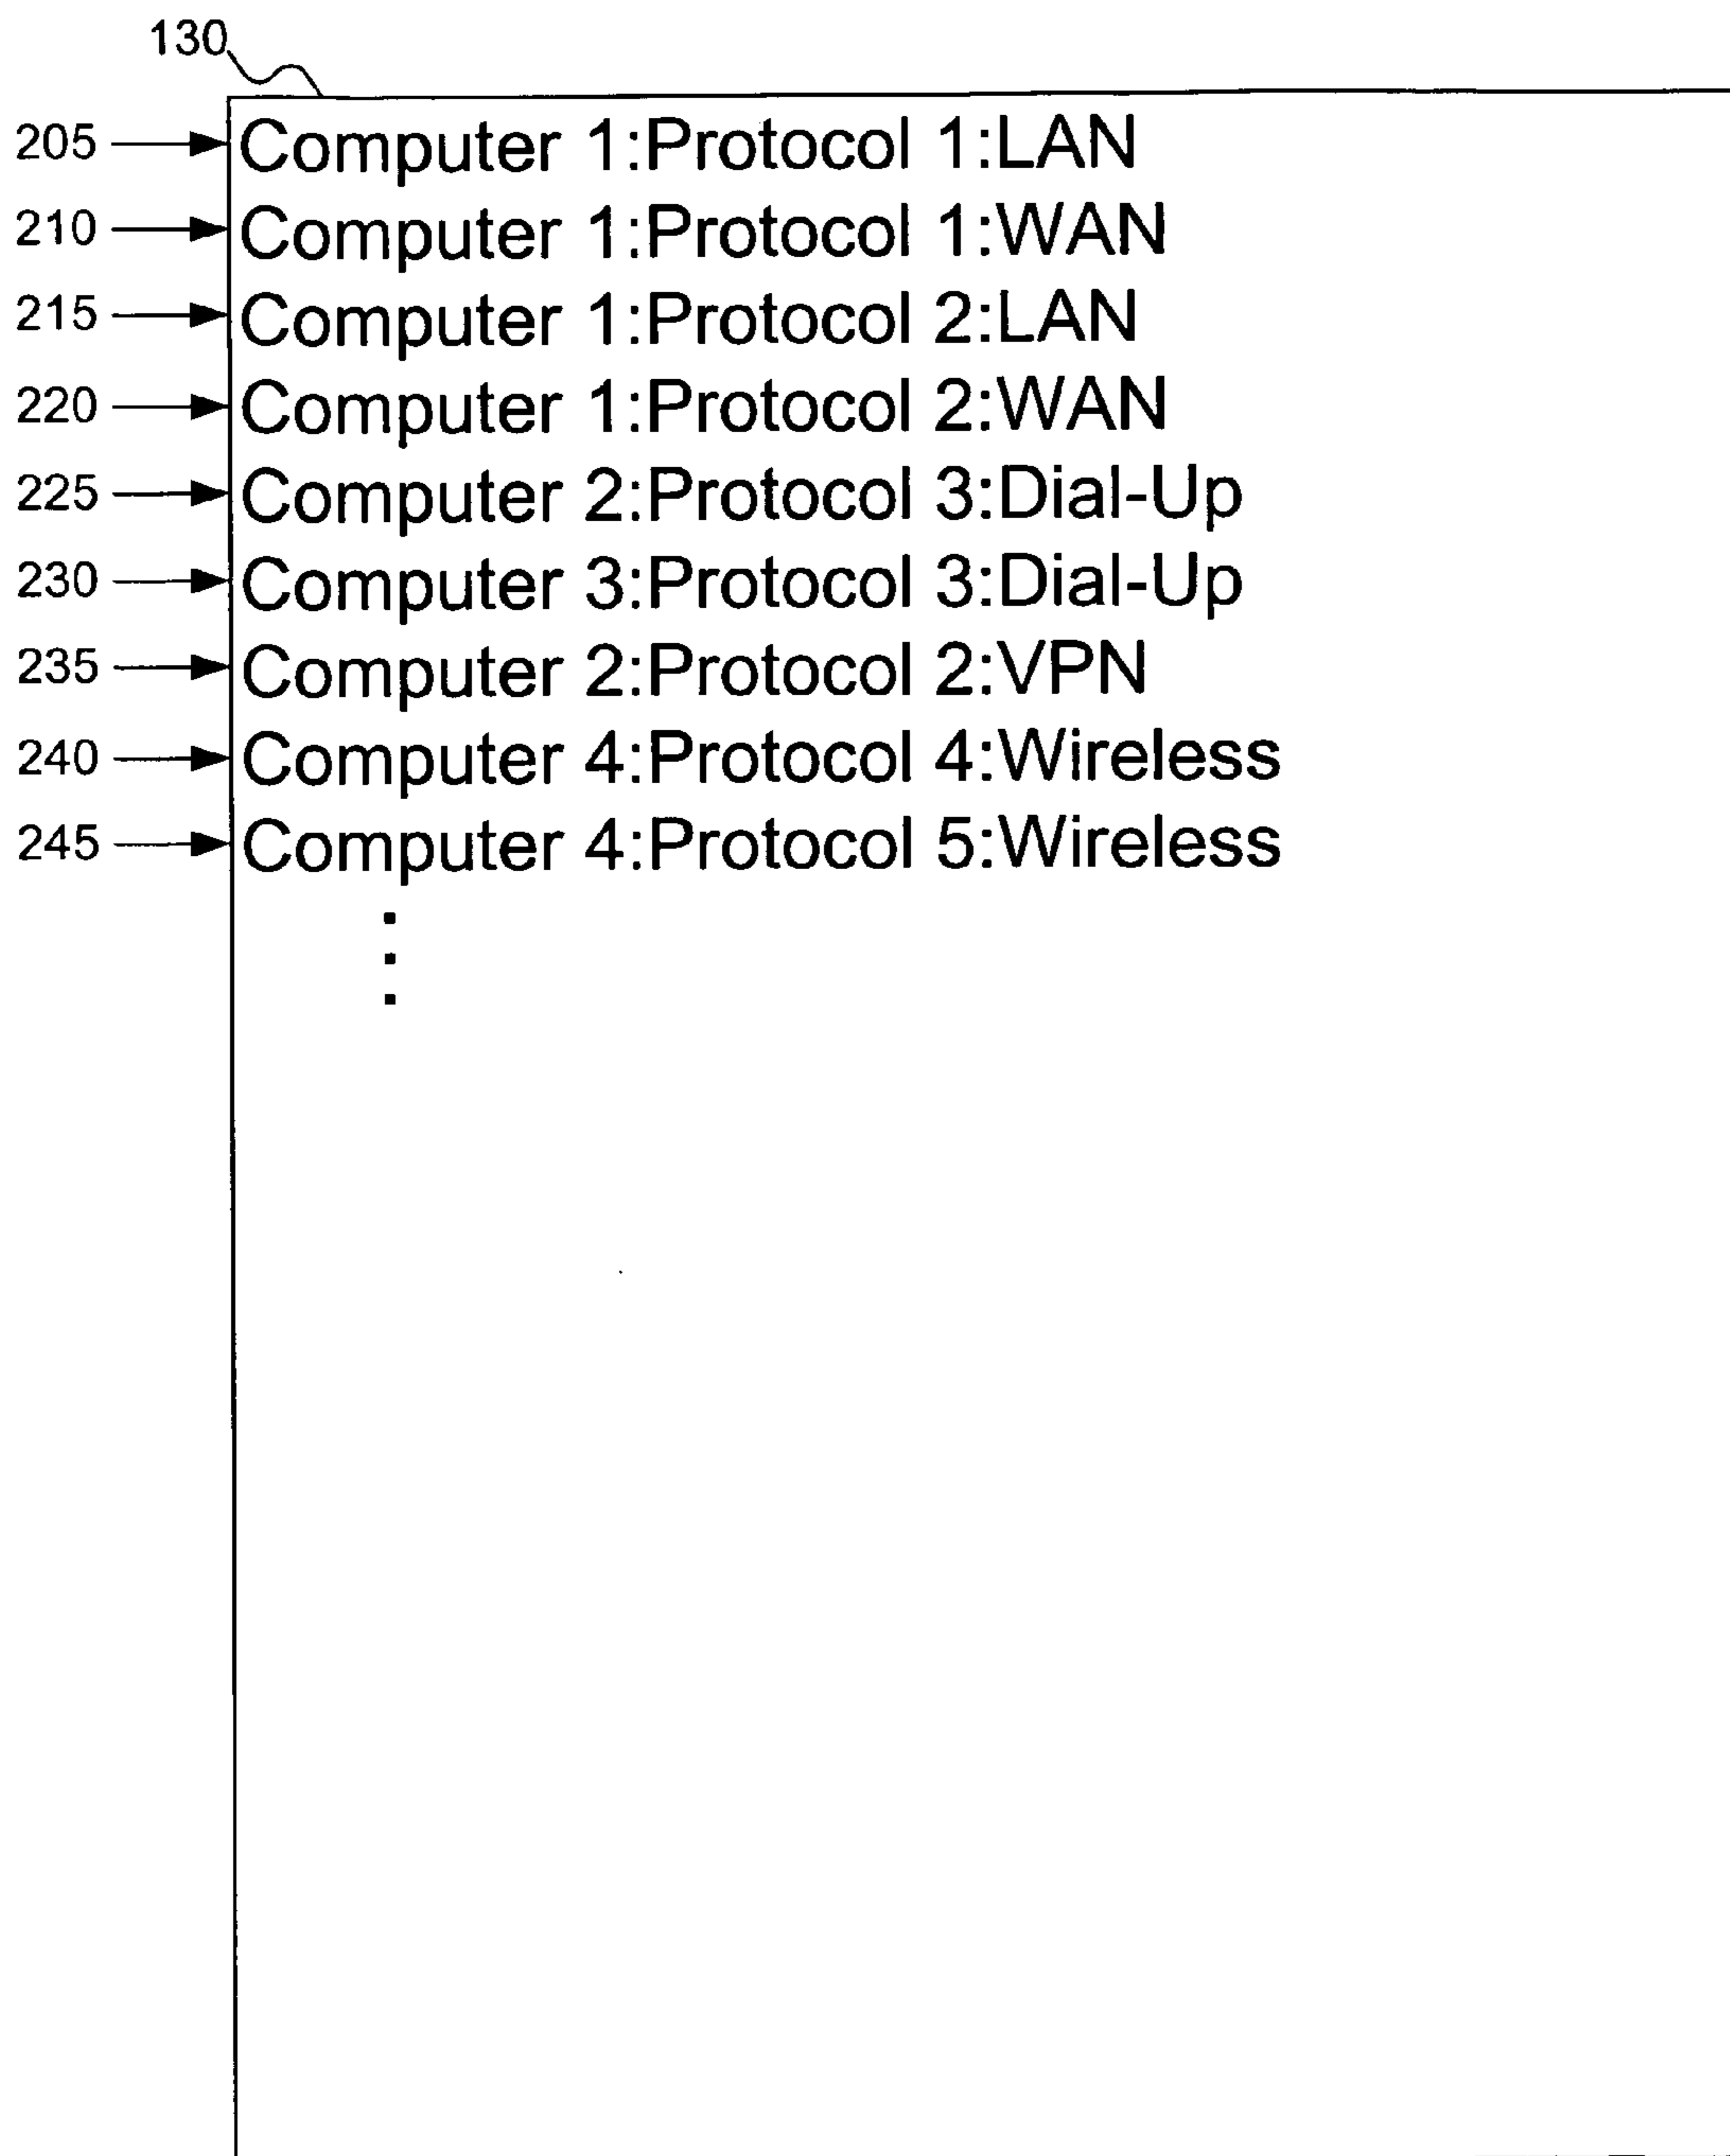 130
205 Computer 1:Protocol 1:LAN
210 Computer 1:Protocol 1:WAN
215 Computer 1:Protocol 2:LAN
220 Computer 1:Protocol 2:WAN
225 Computer 2:Protocol 3:Dial-Up
230 Computer 3:Protocol 3:Dial-Up
235 Computer 2:Protocol 2:VPN
240 Computer 4:Protocol 4:Wireless
245 Computer 4:Protocol 5:Wireless